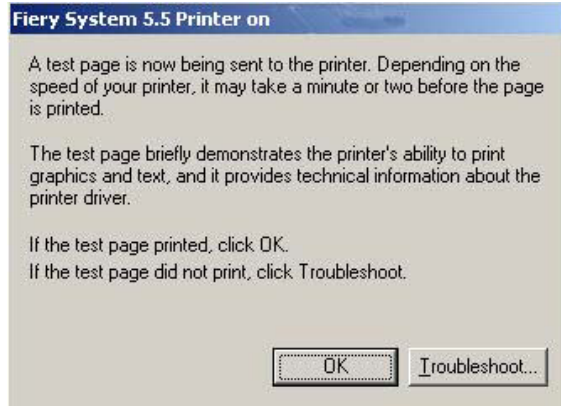 Fiery System 5.5 Printer on
A test page is now being sent to the printer. Depending on the
speed of your printer, it may take a minute or two before the page
is printed.
The test page briefly demonstrates the printer's ability to print
graphics and text, and it provides technical information about the
printer driver.
If the test page printed, click OK.
If the test page did not print, click Troubleshoot.
OK
Troubleshoot...